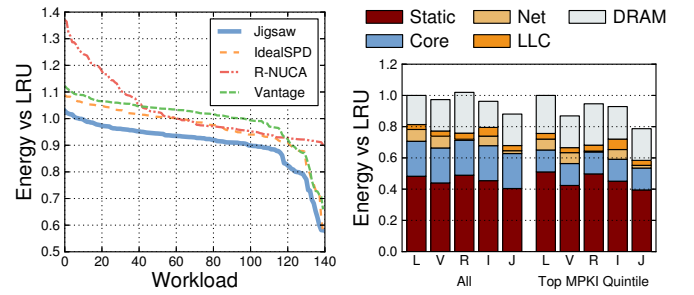 Energy vs LRU
1.4
1.3
1.2
1.1
1.0
0.9
0.8
0.7
0.6
0.5
0 20 40 60 80 100 120 140
Workload
Jigsaw
IdealSPD
R-NUCA
Vantage
Static Net DRAM
Core LLC
Energy vs LRU
1.2
1.0
0.8
0.6
0.4
0.2
0.0
L V R I J L V R I J
All Top MPKI Quintile